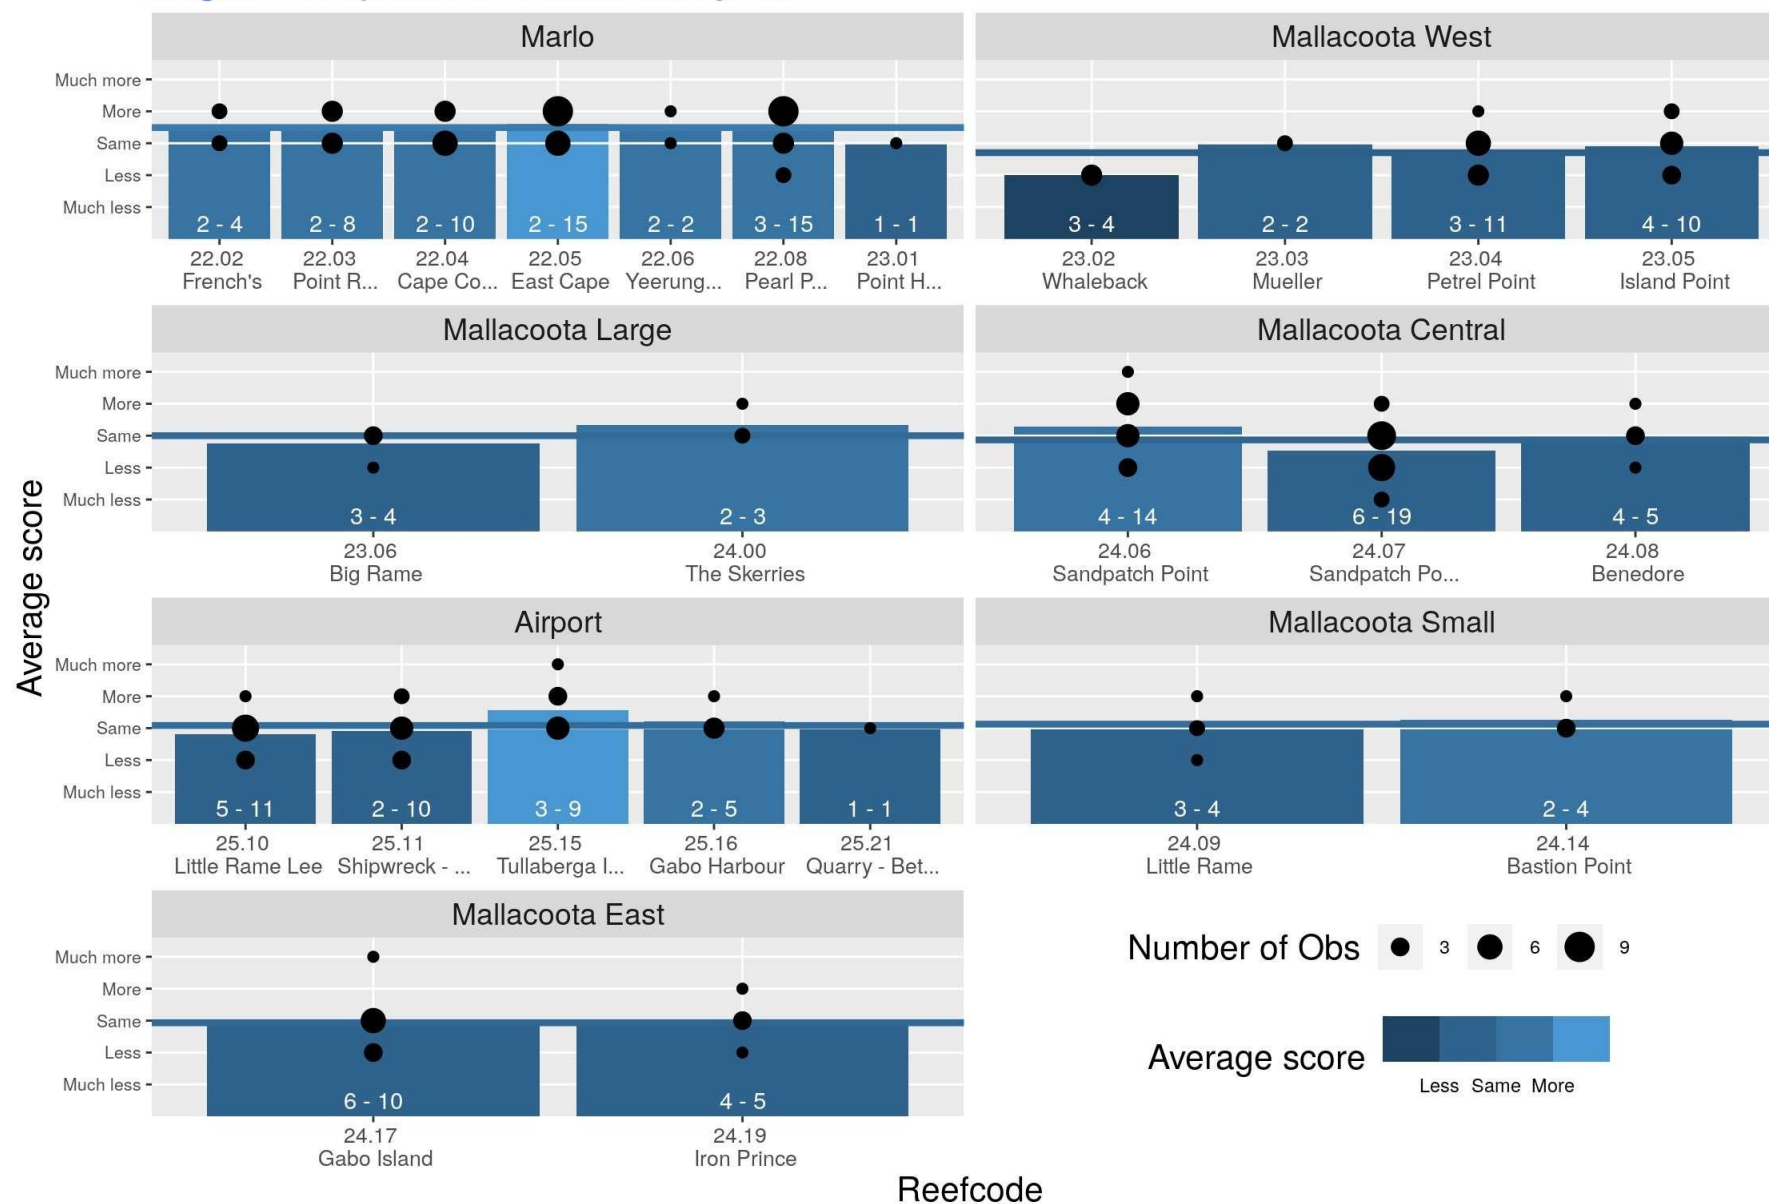 Marlo
Mallacoota West
Much more
More
Same
Less
Much less
2 - 4
2 - 8
2 - 10
2 - 15
2 - 2
3 - 15
1 - 1
3 - 4
2 - 2
3 - 11
4 - 10
22.02
22.03
22.04
22.05
22.06
22.08
23.01
French's
Point R...
Cape Co...
East Cape
Yeerung...
Pearl P...
Point H...
23.02
23.03
23.04
23.05
Whaleback
Mueller
Petrel Point
Island Point
Mallacoota Large
Mallacoota Central
Much more
More
Same
Less
Much less
3 - 4
2 - 3
4 - 14
6 - 19
4 - 5
23.06
24.00
Big Rame
The Skerries
24.06
24.07
24.08
Sandpatch Point
Sandpatch Po...
Benedore
Average score
Airport
Mallacoota Small
Much more
More
Same
Less
Much less
5 - 11
2 - 10
3 - 9
2 - 5
1 - 1
3 - 4
2 - 4
25.10
25.11
25.15
25.16
25.21
Little Rame Lee
Shipwreck - ...
Tullaberga I...
Gabo Harbour
Quarry - Bet...
24.09
24.14
Little Rame
Bastion Point
Mallacoota East
Much more
More
Same
Less
Much less
6 - 10
4 - 5
24.17
24.19
Gabo Island
Iron Prince
Number of Obs
3
6
9
Average score
Less Same More
Reefcode